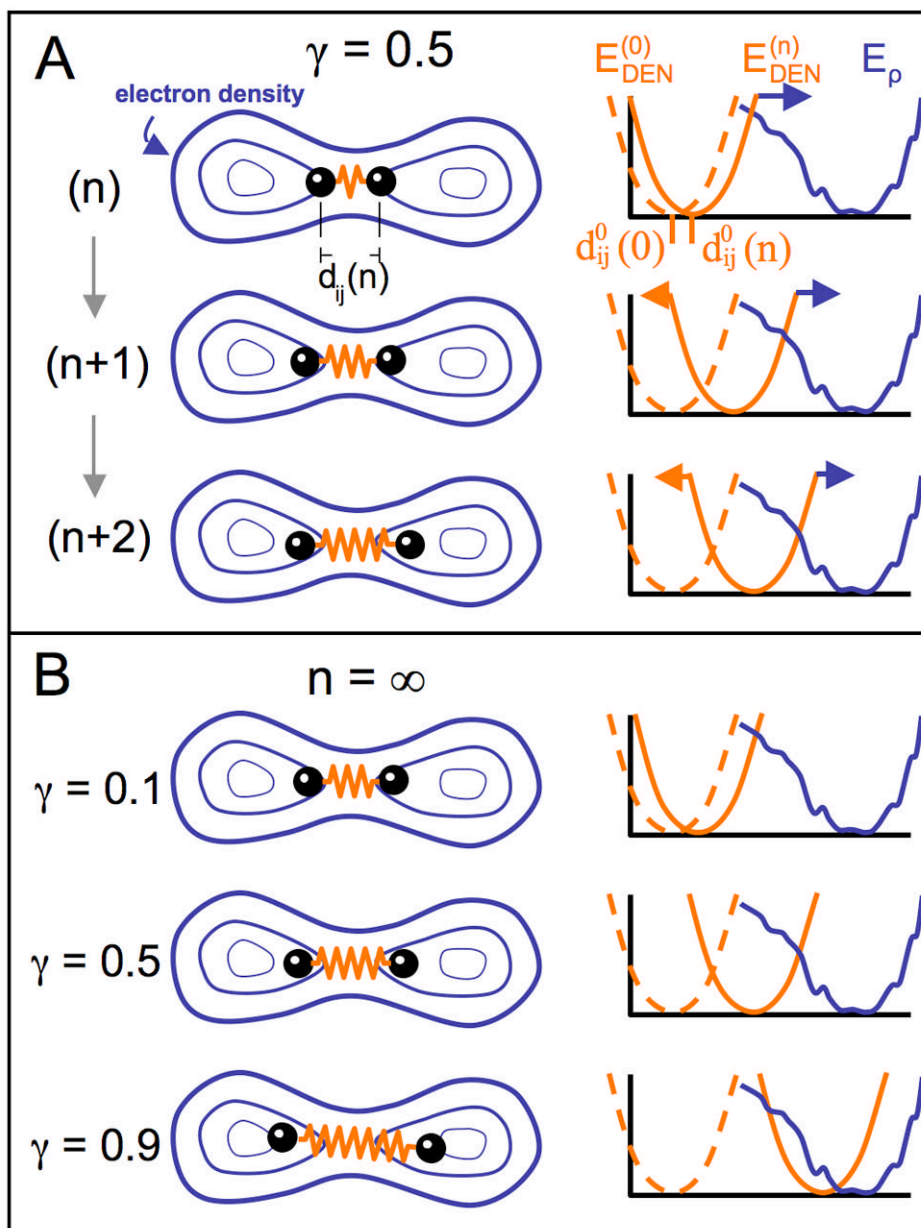 A
γ = 0.5
E_DEN^(0) E_DEN^(n) E_ρ
electron density
(n)
d_ij(n)
d_ij^0(0) d_ij^0(n)
(n+1)
(n+2)
B
n = ∞
γ = 0.1
γ = 0.5
γ = 0.9